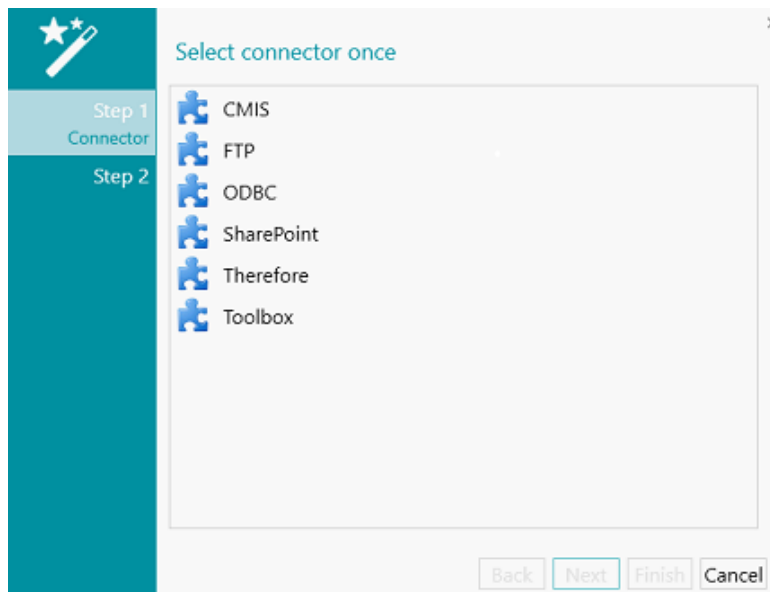 Select connector once
Step 1
Connector
Step 2
CMIS
FTP
ODBC
SharePoint
Therefore
Toolbox
Back Next Finish Cancel